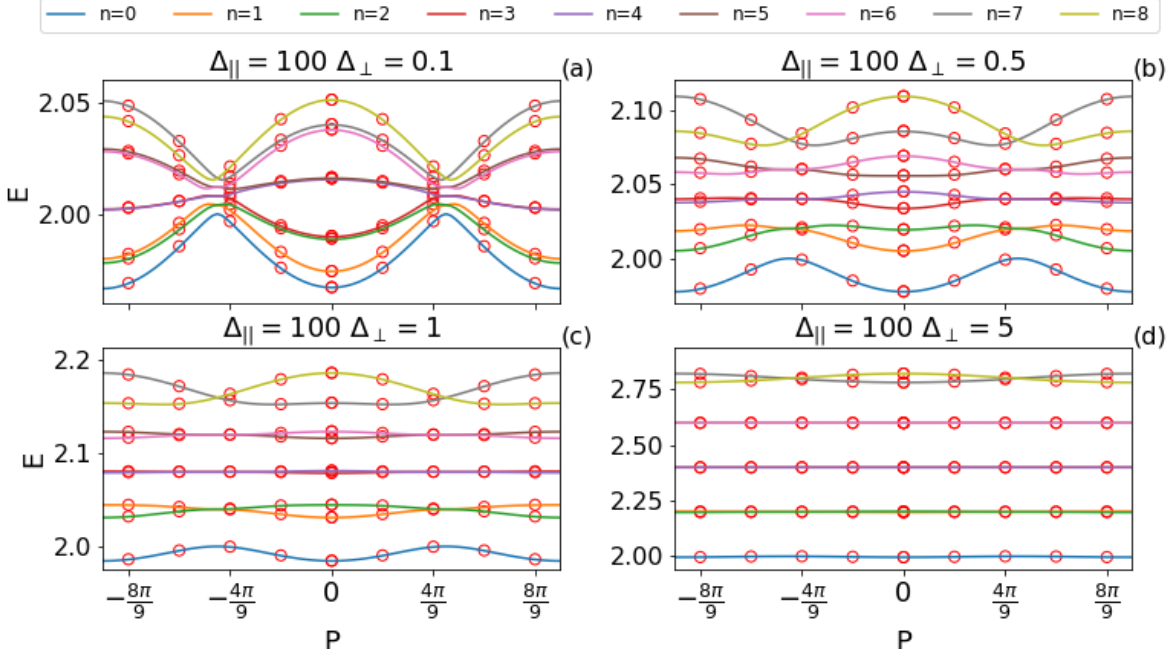 n=0 n=1 n=2 n=3 n=4 n=5 n=6 n=7 n=8
Δ|| = 100 Δ⊥ = 0.1 (a)
Δ|| = 100 Δ⊥ = 0.5 (b)
2.05
2.00
E
2.10
2.05
2.00
Δ|| = 100 Δ⊥ = 1 (c)
Δ|| = 100 Δ⊥ = 5 (d)
2.2
2.1
2.0
E
2.75
2.50
2.25
2.00
−8π/9 −4π/9 0 4π/9 8π/9
P
−8π/9 −4π/9 0 4π/9 8π/9
P